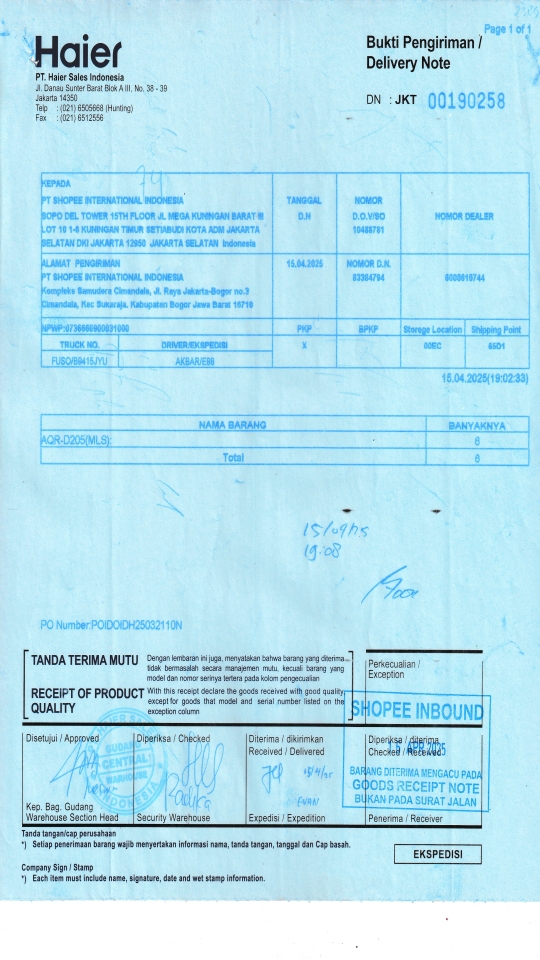 Page 1 of 1
Haier
Bukti Pengiriman /
Delivery Note
PT. Haier Sales Indonesia
Jl. Danau Sunter Barat Blok A III, No. 38 - 39
Jakarta 14350
Telp : (021) 6505668 (Hunting)
Fax : (021) 6512556
DN : JKT 00190258
KEPADA
PT SHOPEE INTERNATIONAL INDONESIA
SOPO DEL TOWER 15TH FLOOR JL MEGA KUNINGAN BARAT III
LOT 10 1-6 KUNINGAN TIMUR SETIABUDI KOTA ADM JAKARTA
SELATAN DKI JAKARTA 12950 JAKARTA SELATAN Indonesia
TANGGAL
D.N
NOMOR
D.O.V/SO
10488781
NOMOR DEALER
ALAMAT PENGIRIMAN
PT SHOPEE INTERNATIONAL INDONESIA
Kompleks Samudera Cimandala, Jl. Raya Jakarta-Bogor no.3
Cimandala, Kec Sukaraja, Kabupaten Bogor Jawa Barat 16710
15.04.2025
NOMOR D.N.
83384794
6000010744
NPWP:0736660900031000
PKP
BPKP
Storage Location
Shipping Point
TRUCK NO.
DRIVER/EKSPEDISI
X
00EC
85D1
FUSO/B9415JYU
AKBAR/EB8
15.04.2025(19:02:33)
NAMA BARANG
BANYAKNYA
AQR-D205(MLS):
6
Total
6
19:08
PO Number:POIDOIDH25032110N
TANDA TERIMA MUTU
Dengan lembaran ini juga, menyatakan bahwa barang yang diterima
tidak bermasalah secara manajemen mutu, kecuali barang yang
model dan nomor serinya tertera pada kolom pengecualian
RECEIPT OF PRODUCT
QUALITY
With this receipt declare the goods received with good quality,
except for goods that model and serial number listed on the
exception column
Perkecualian /
Exception
SHOPEE INBOUND
Disetujui / Approved
Diperiksa / Checked
Diterima / dikirimkan
Received / Delivered
Diperiksa / diterima
Checked / Received
APR 2025
GUDANG
CENTRAL
WAREHOUSE
INDONESIA
BARANG DITERIMA MENGACU PADA
GOODS RECEIPT NOTE
BUKAN PADA SURAT JALAN
Kep. Bag. Gudang
Warehouse Section Head
Security Warehouse
Expedisi / Expedition
Penerima / Receiver
Tanda tangan/cap perusahaan
*) Setiap penerimaan barang wajib menyertakan informasi nama, tanda tangan, tanggal dan Cap basah.
EKSPEDISI
Company Sign / Stamp
*) Each item must include name, signature, date and wet stamp information.